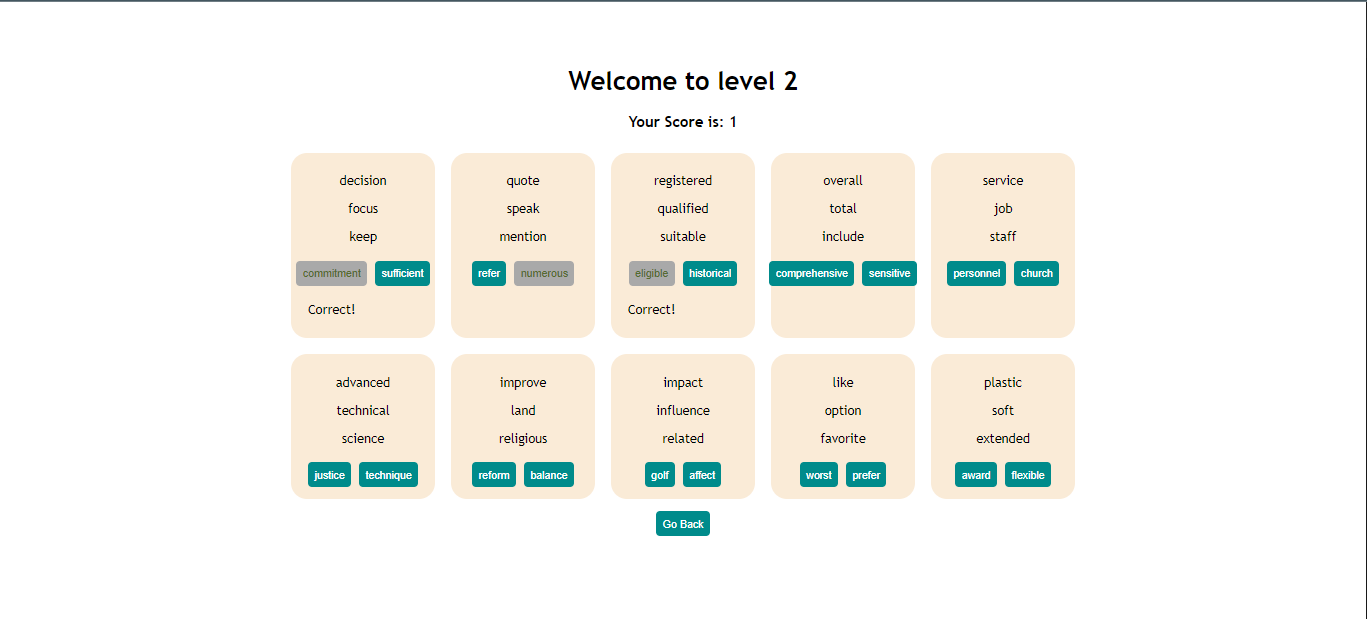 Welcome to level 2
Your Score is: 1
decision
focus
keep
commitment sufficient
Correct!
quote
speak
mention
refer numerous
registered
qualified
suitable
eligible historical
Correct!
overall
total
include
comprehensive sensitive
service
job
staff
personnel church
advanced
technical
science
justice technique
improve
land
religious
reform balance
impact
influence
related
golf affect
like
option
favorite
worst prefer
plastic
soft
extended
award flexible
Go Back